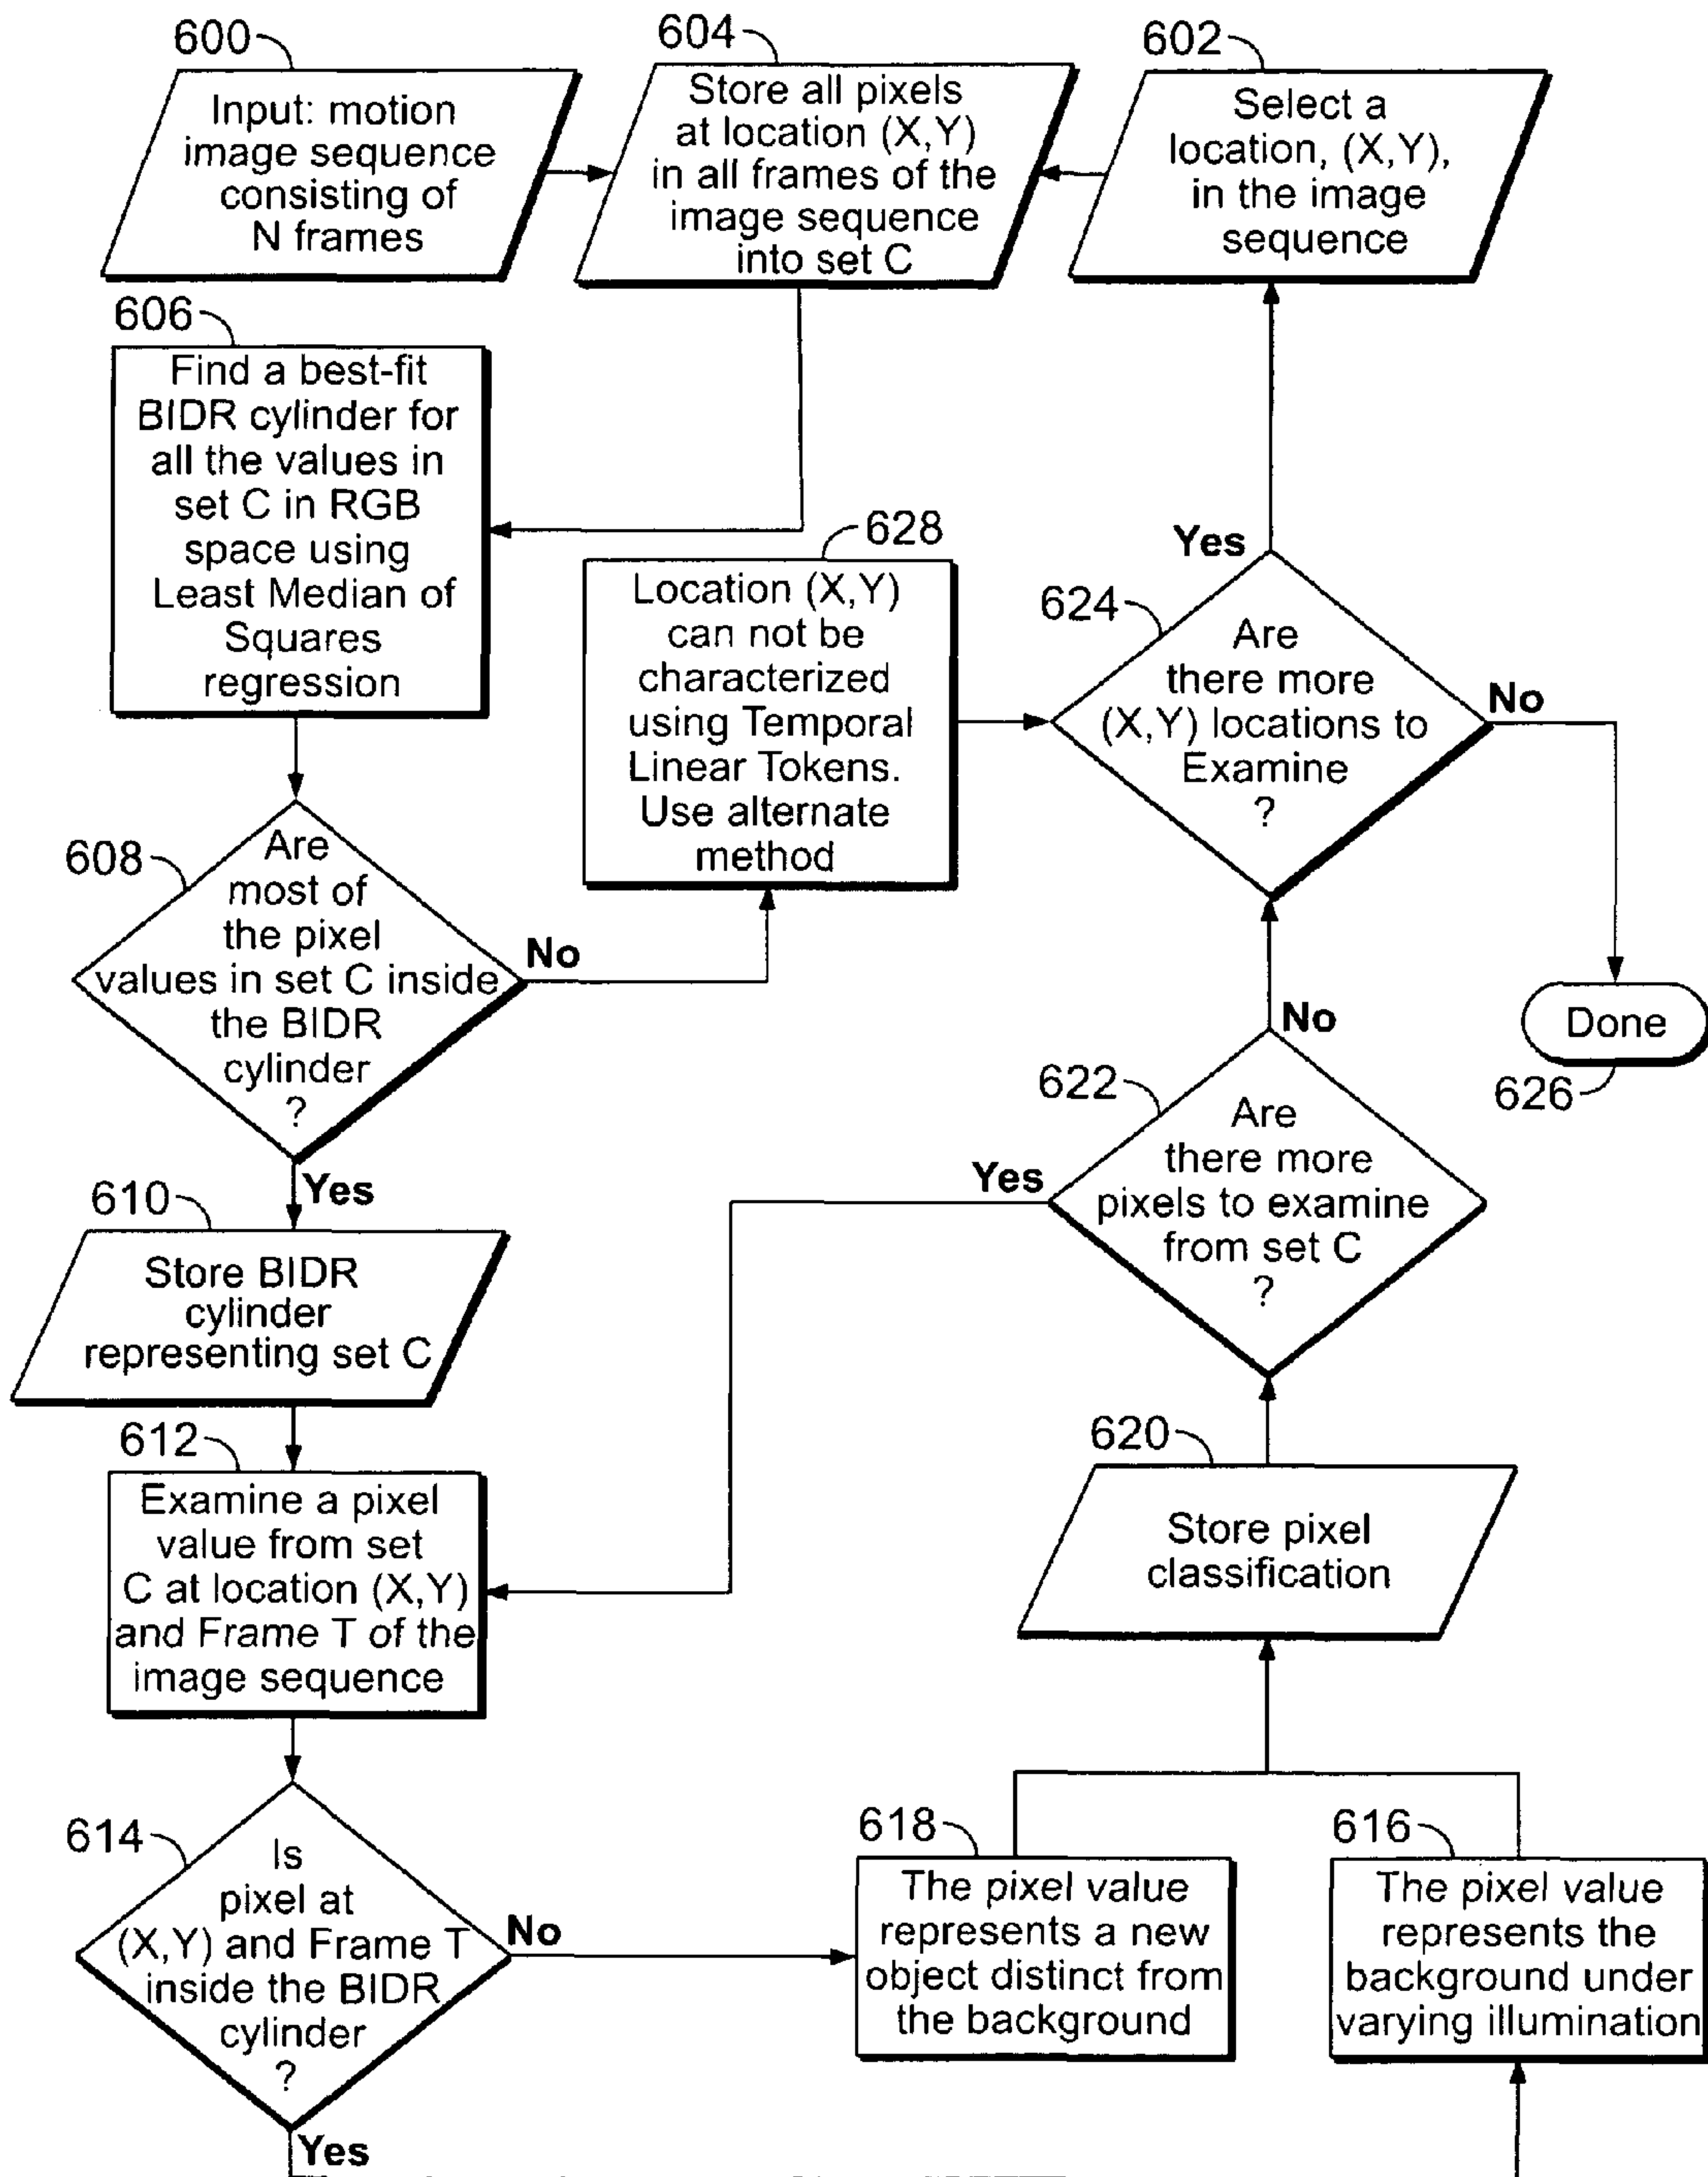 600
Input: motion
image sequence
consisting of
N frames
604
Store all pixels
at location (X,Y)
in all frames of the
image sequence
into set C
602
Select a
location, (X,Y),
in the image
sequence
606
Find a best-fit
BIDR cylinder for
all the values in
set C in RGB
space using
Least Median of
Squares
regression
628
Location (X,Y)
can not be
characterized
using Temporal
Linear Tokens.
Use alternate
method
Yes
624
Are
there more
(X,Y) locations to
Examine
?
No
608
Are
most of
the pixel
values in set C inside
the BIDR
cylinder
?
No
Done
626
No
622
Are
there more
pixels to examine
from set C
?
Yes
Yes
610
Store BIDR
cylinder
representing set C
612
Examine a pixel
value from set
C at location (X,Y)
and Frame T of the
image sequence
620
Store pixel
classification
614
Is
pixel at
(X,Y) and Frame T
inside the BIDR
cylinder
?
No
618
The pixel value
represents a new
object distinct from
the background
616
The pixel value
represents the
background under
varying illumination
Yes